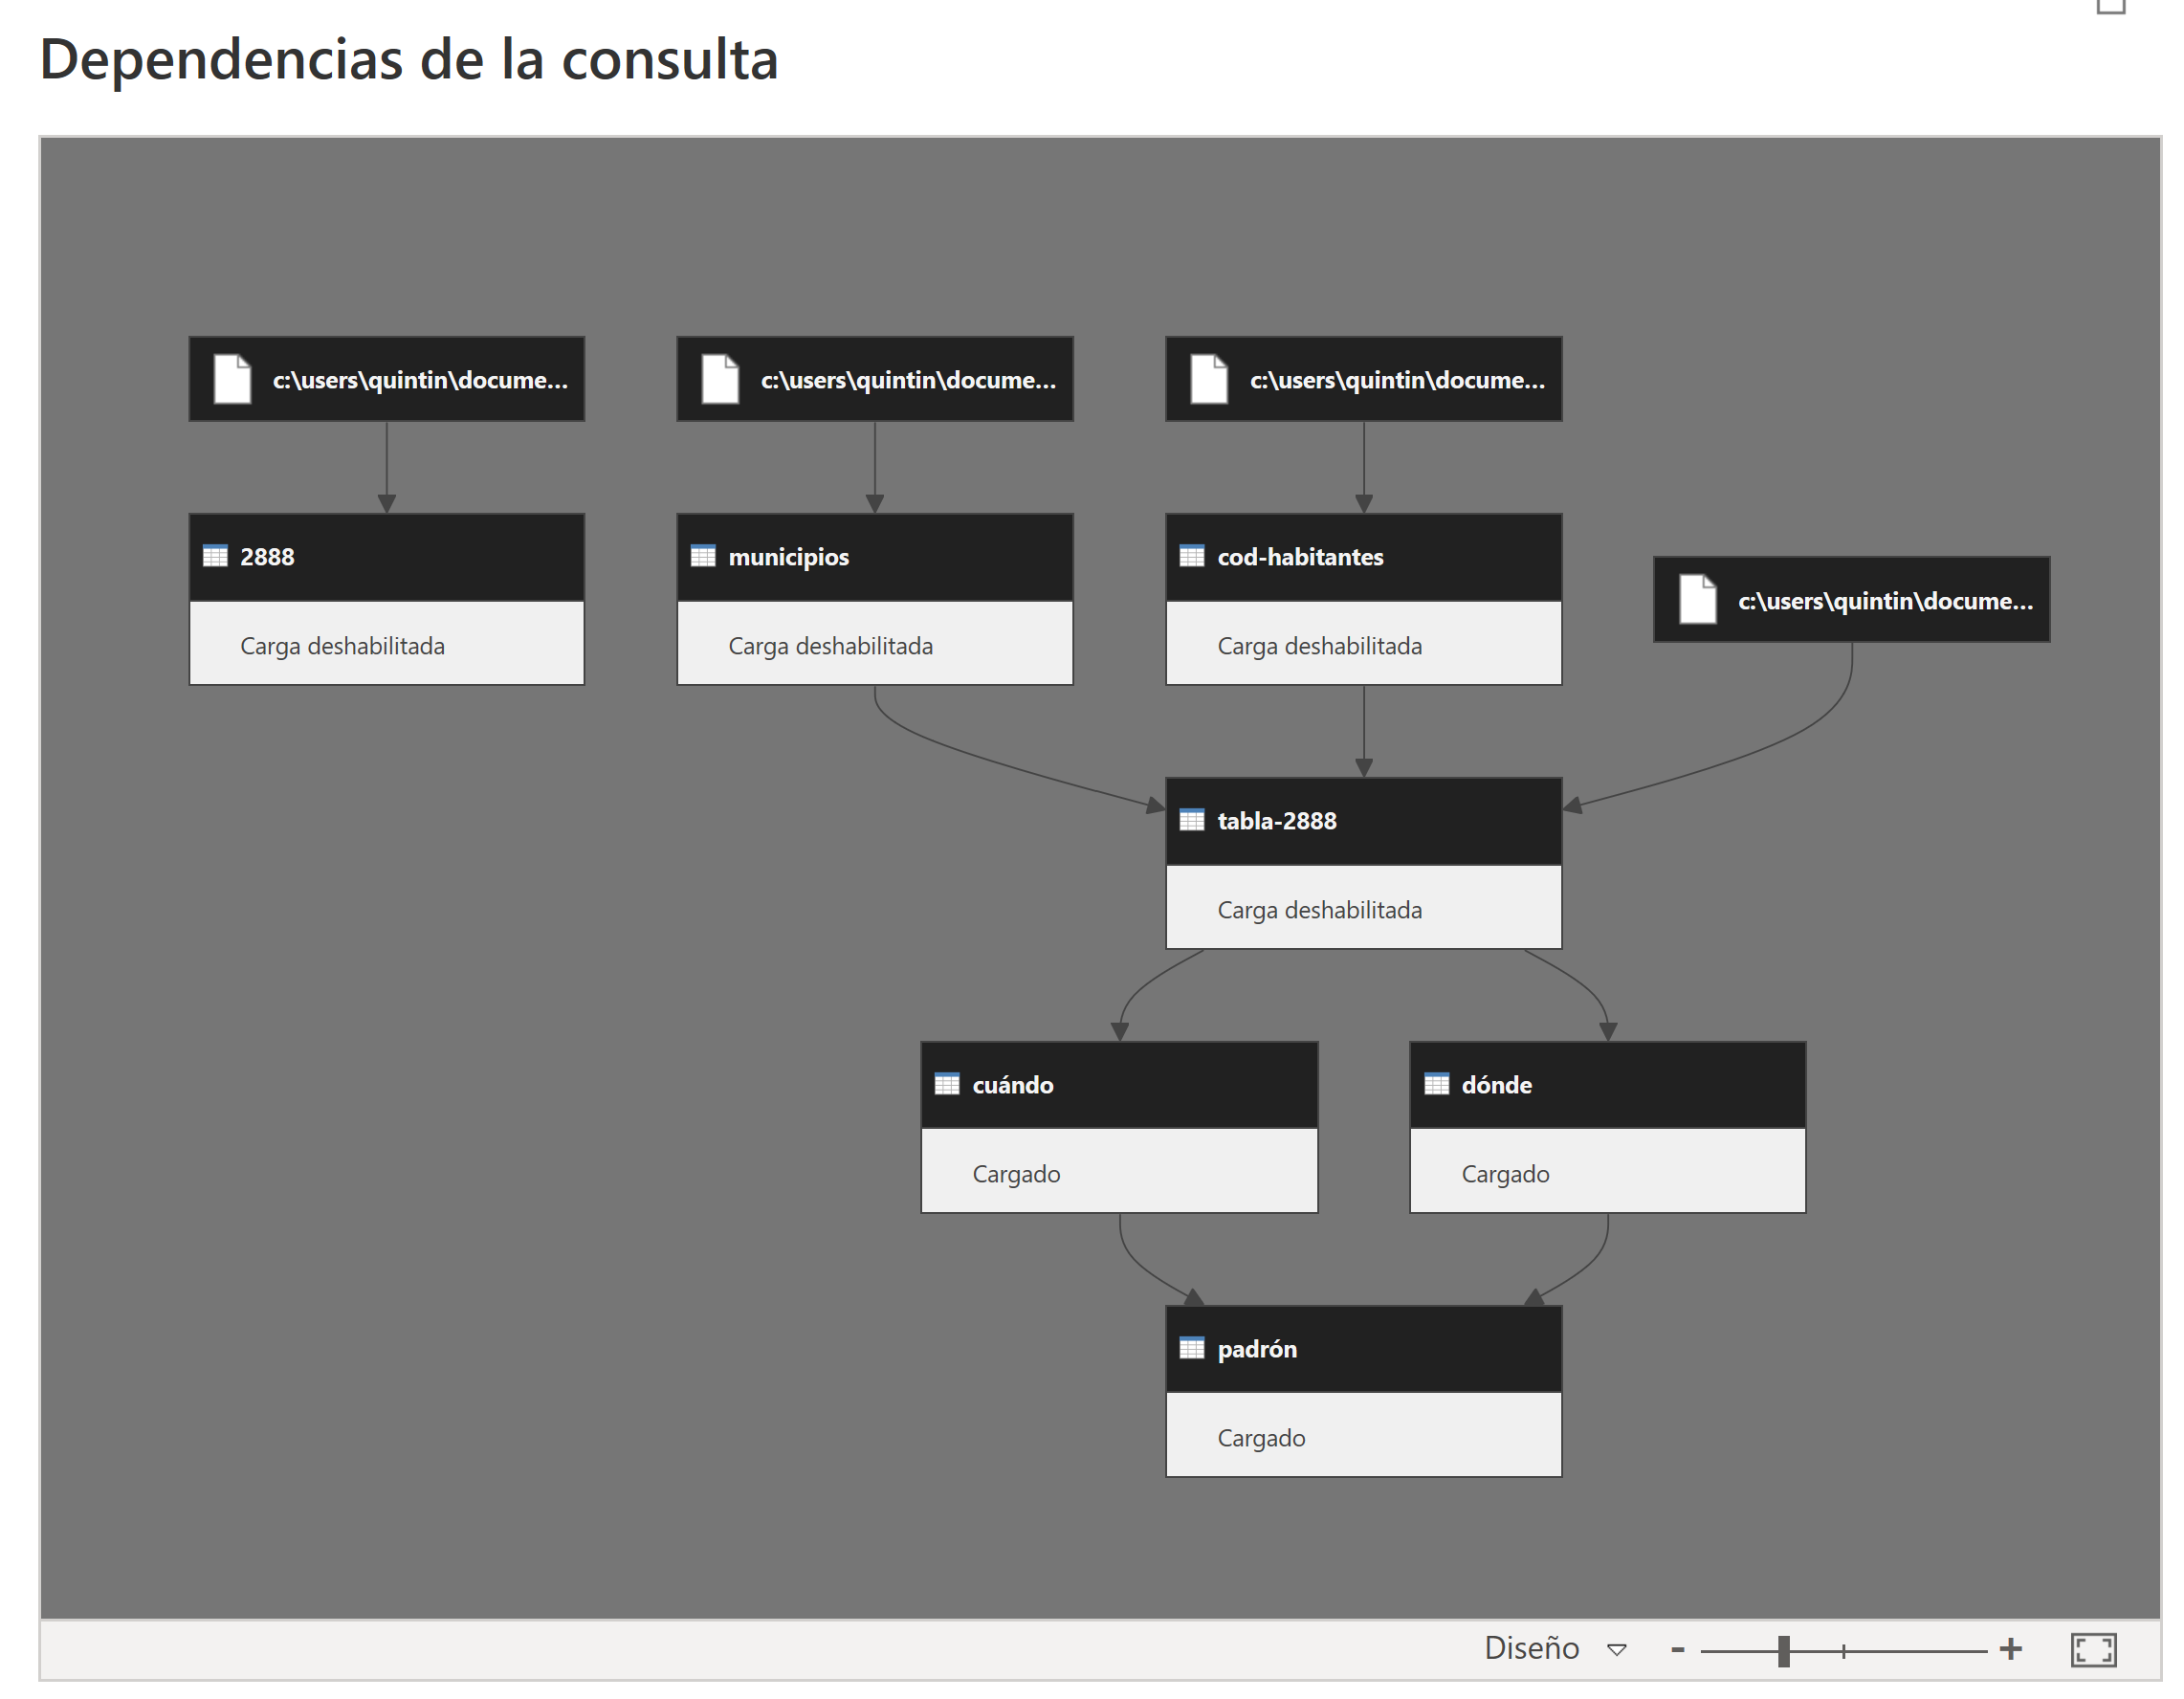 Dependencias de la consulta
c:\users\quintin\docume...
c:\users\quintin\docume...
c:\users\quintin\docume...
2888
Carga deshabilitada
municipios
Carga deshabilitada
cod-habitantes
Carga deshabilitada
c:\users\quintin\docume...
tabla-2888
Carga deshabilitada
cuándo
Cargado
dónde
Cargado
padrón
Cargado
Diseño
- +